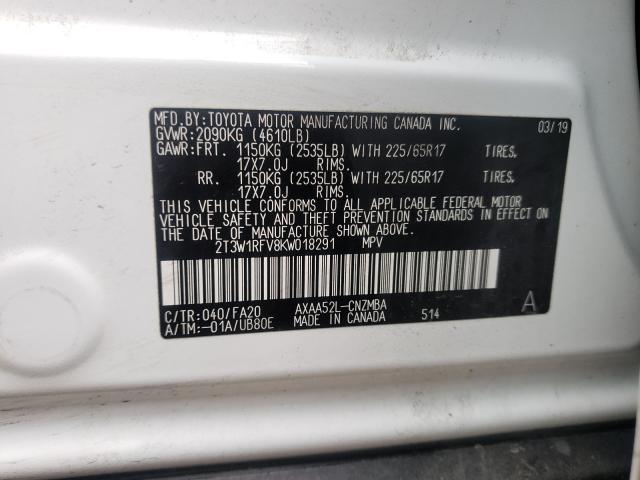 MFD.BY:TOYOTA MOTOR MANUFACTURING CANADA INC. 03/19
GVWR:2090KG (4610LB)
GAWR:FRT. 1150KG (2535LB) WITH 225/65R17 TIRES.
17X7.0J RIMS.
RR. 1150KG (2535LB) WITH 225/65R17 TIRES.
17X7.0J RIMS.
THIS VEHICLE CONFORMS TO ALL APPLICABLE FEDERAL MOTOR
VEHICLE SAFETY AND THEFT PREVENTION STANDARDS IN EFFECT ON
THE DATE OF MANUFACTURE SHOWN ABOVE.
2T3W1RFV8KW018291 MPV
C/TR:040/FA20 AXAA52L-CNZMBA A
A/TM:-01A/UB80E MADE IN CANADA 514